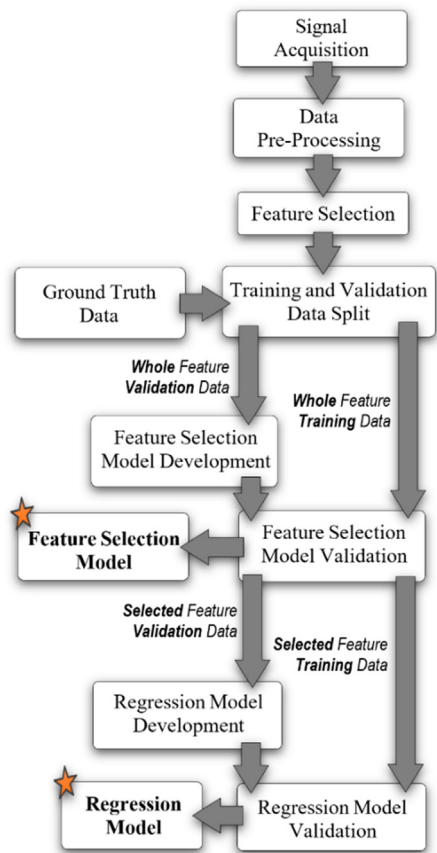 Signal
Acquisition
Data
Pre-Processing
Feature Selection
Ground Truth
Data
Training and Validation
Data Split
Whole Feature
Validation Data
Whole Feature
Training Data
Feature Selection
Model Development
Feature Selection
Model
Feature Selection
Model Validation
Selected Feature
Validation Data
Selected Feature
Training Data
Regression Model
Development
Regression
Model
Regression Model
Validation